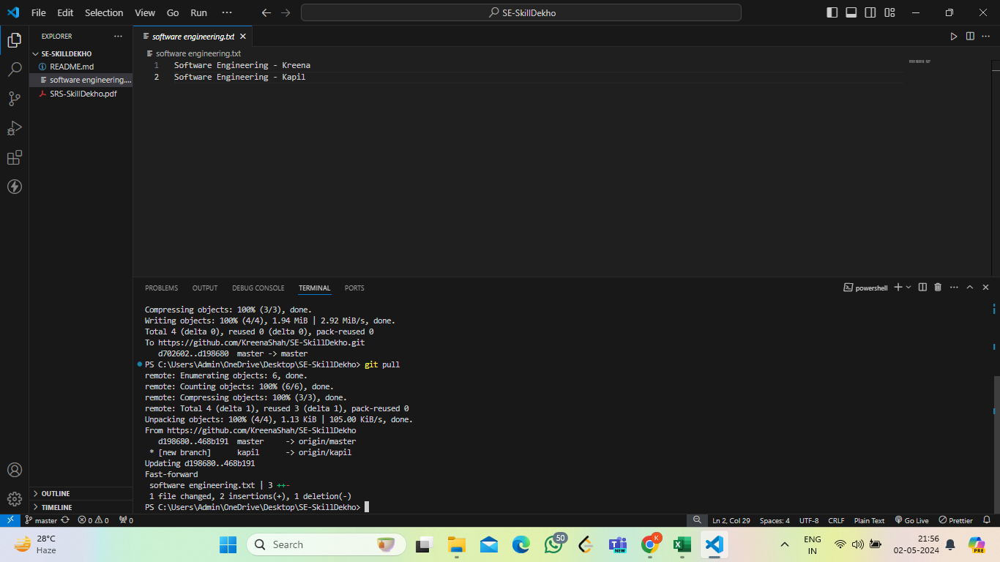 File Edit Selection View Go Run ··· SE-SkillDekho
EXPLORER ···
SE-SKILLDEKHO
README.md
software engineering....
SRS-SkillDekho.pdf
OUTLINE
TIMELINE
software engineering.txt
software engineering.txt
1 Software Engineering - Kreena
2 Software Engineering - Kapil
PROBLEMS OUTPUT DEBUG CONSOLE TERMINAL PORTS powershell
Compressing objects: 100% (3/3), done.
Writing objects: 100% (4/4), 1.94 MiB | 2.92 MiB/s, done.
Total 4 (delta 0), reused 0 (delta 0), pack-reused 0
To https://github.com/KreenaShah/SE-SkillDekho.git
d702602..d198680 master -> master
PS C:\Users\Admin\OneDrive\Desktop\SE-SkillDekho> git pull
remote: Enumerating objects: 6, done.
remote: Counting objects: 100% (6/6), done.
remote: Compressing objects: 100% (3/3), done.
remote: Total 4 (delta 1), reused 3 (delta 1), pack-reused 0
Unpacking objects: 100% (4/4), 1.13 KiB | 105.00 KiB/s, done.
From https://github.com/KreenaShah/SE-SkillDekho
d198680..468b191 master -> origin/master
* [new branch] kapil -> origin/kapil
Updating d198680..468b191
Fast-forward
software engineering.txt | 3 ++-
1 file changed, 2 insertions(+), 1 deletion(-)
PS C:\Users\Admin\OneDrive\Desktop\SE-SkillDekho>
master 0 0 0 Ln 2, Col 29 Spaces: 4 UTF-8 CRLF Plain Text Go Live Prettier
28°C
Haze
Search
50
NEW
K
ENG
IN
21:56
02-05-2024
PRE